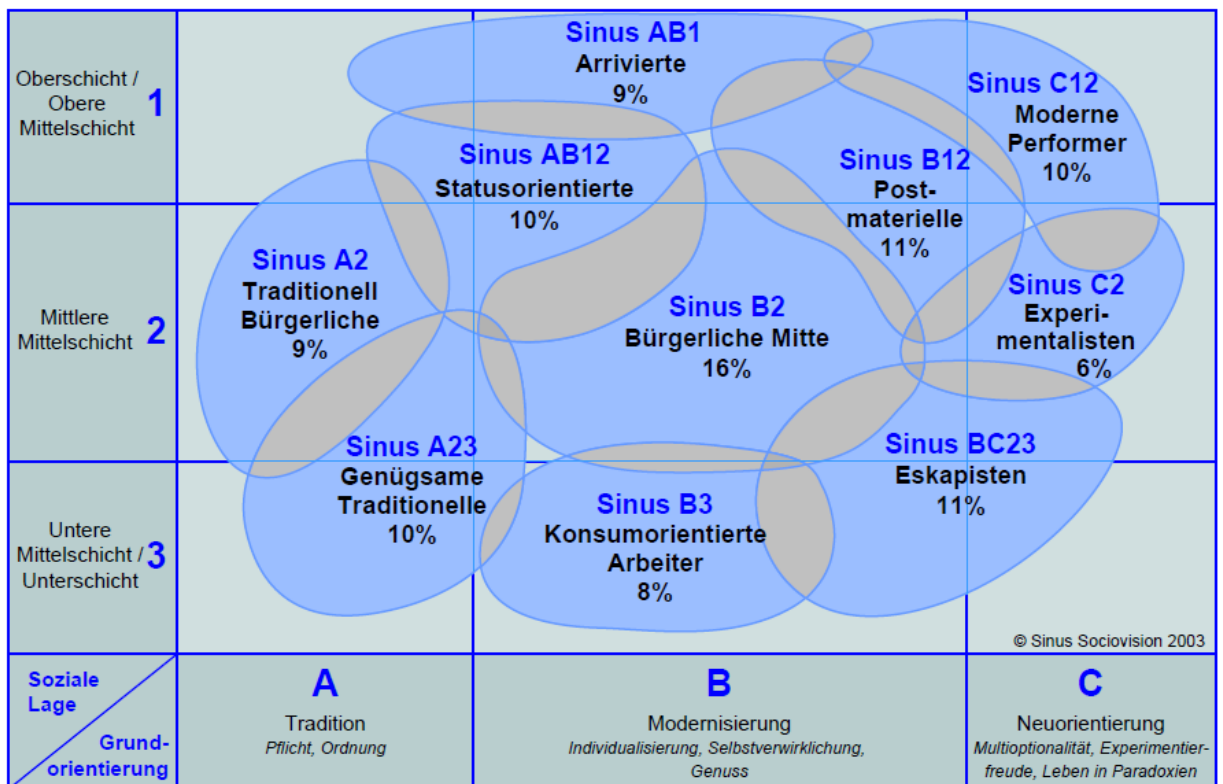 Oberschicht /
Obere
Mittelschicht
1
Mittlere
Mittelschicht
2
Untere
Mittelschicht /
Unterschicht
3
Sinus AB1
Arrivierte
9%
Sinus C12
Moderne
Performer
10%
Sinus AB12
Statusorientierte
10%
Sinus B12
Post-
materielle
11%
Sinus A2
Traditionell
Bürgerliche
9%
Sinus B2
Bürgerliche Mitte
16%
Sinus C2
Experi-
mentalisten
6%
Sinus A23
Genügsame
Traditionelle
10%
Sinus B3
Konsumorientierte
Arbeiter
8%
Sinus BC23
Eskapisten
11%
© Sinus Sociovision 2003
Soziale
Lage
Grund-
orientierung
A
Tradition
Pflicht, Ordnung
B
Modernisierung
Individualisierung, Selbstverwirklichung,
Genuss
C
Neuorientierung
Multioptionalität, Experimentier-
freude, Leben in Paradoxien